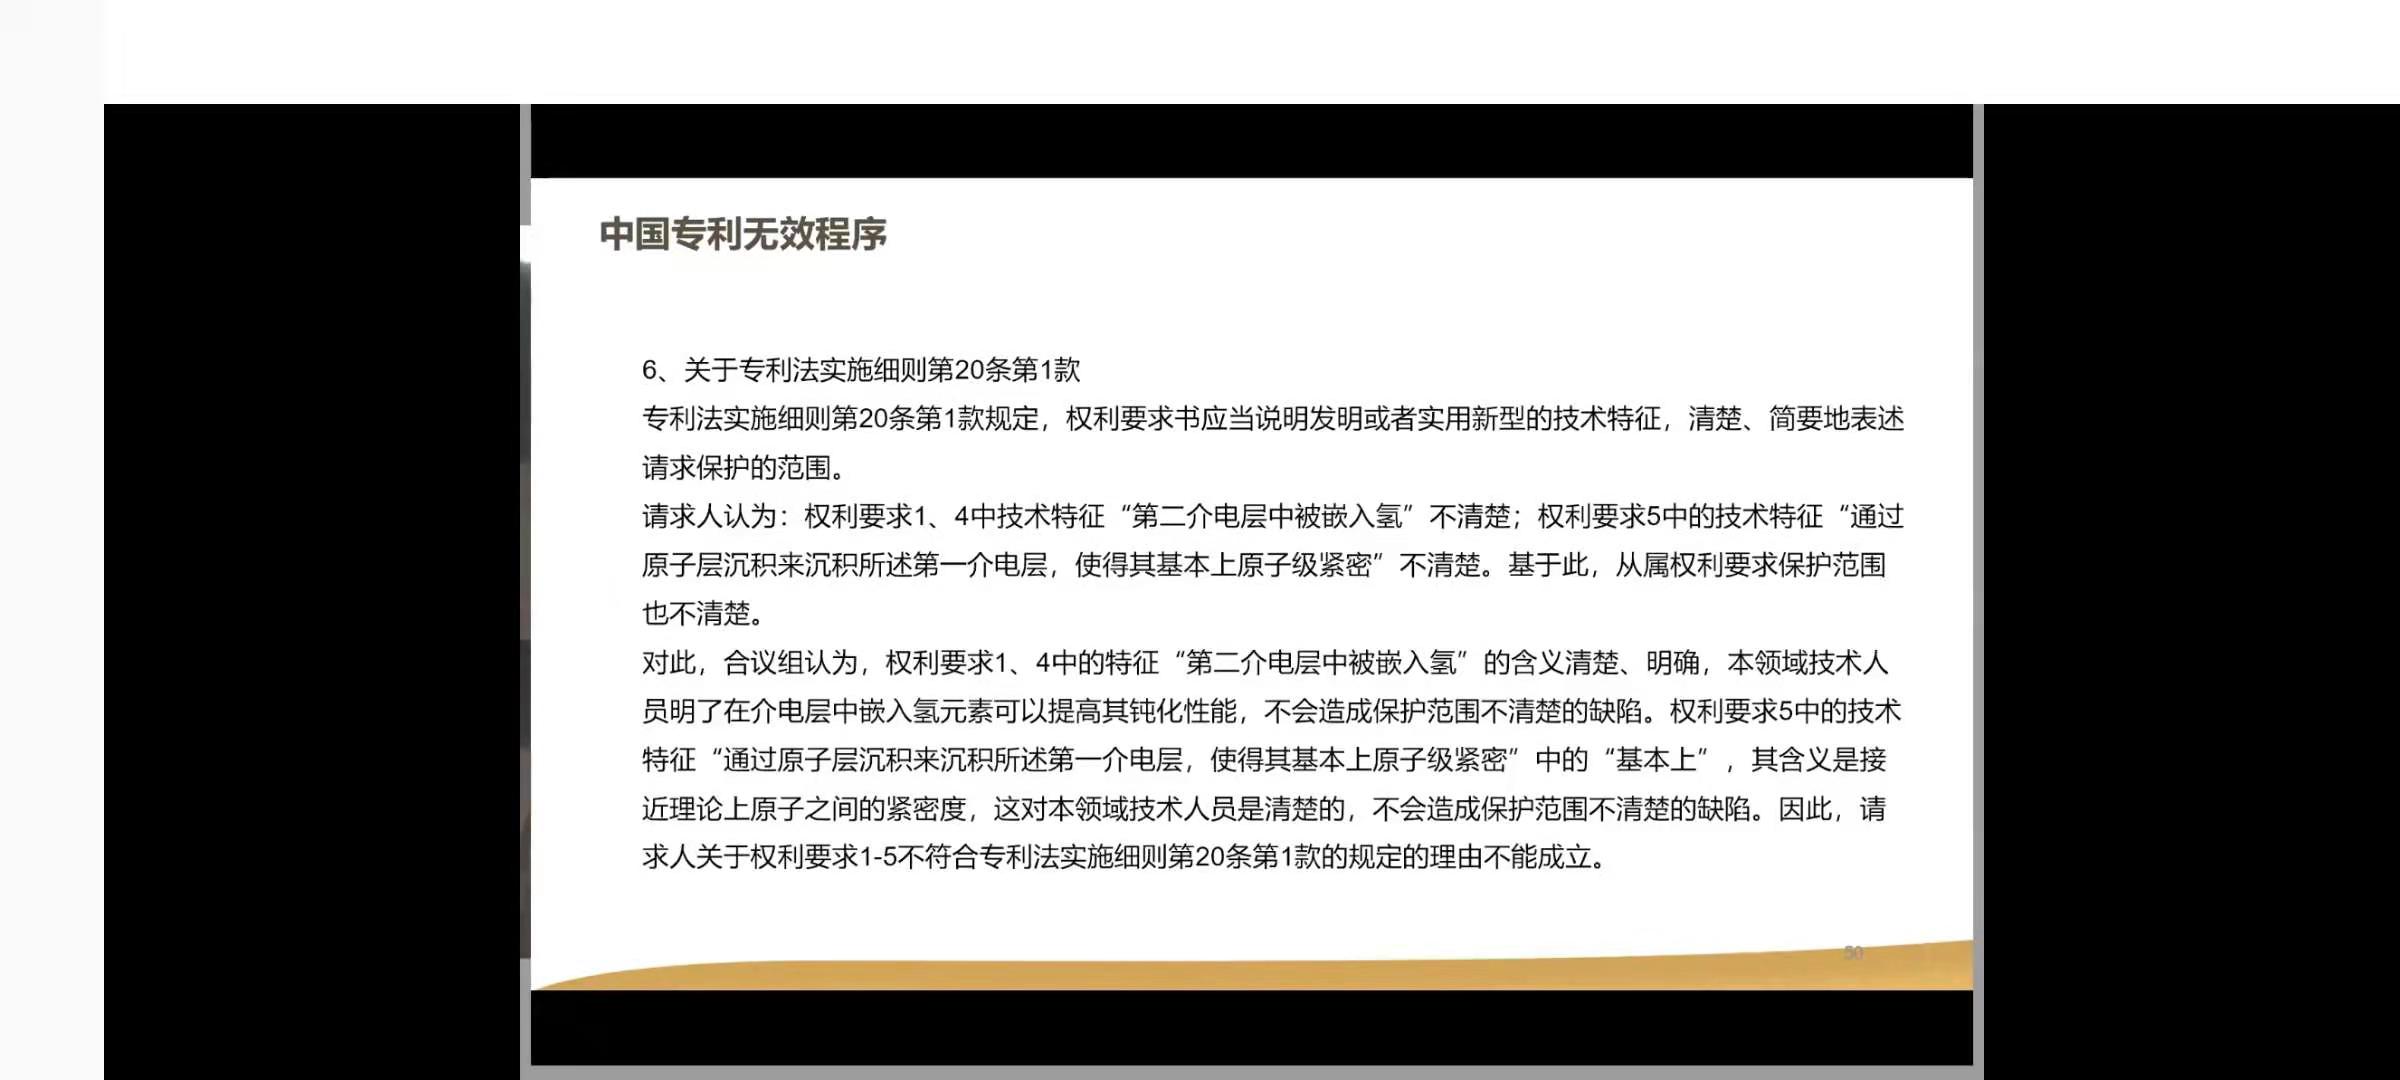 中国专利无效程序
6、关于专利法实施细则第20条第1款
专利法实施细则第20条第1款规定，权利要求书应当说明发明或者实用新型的技术特征，清楚、简要地表述
请求保护的范围。
请求人认为：权利要求1、4中技术特征“第二介电层中被嵌入氢”不清楚；权利要求5中的技术特征“通过
原子层沉积来沉积所述第一介电层，使得其基本上原子级紧密”不清楚。基于此，从属权利要求保护范围
也不清楚。
对此，合议组认为，权利要求1、4中的特征“第二介电层中被嵌入氢”的含义清楚、明确，本领域技术人
员明了在介电层中嵌入氢元素可以提高其钝化性能，不会造成保护范围不清楚的缺陷。权利要求5中的技术
特征“通过原子层沉积来沉积所述第一介电层，使得其基本上原子级紧密”中的“基本上”，其含义是接
近理论上原子之间的紧密度，这对本领域技术人员是清楚的，不会造成保护范围不清楚的缺陷。因此，请
求人关于权利要求1-5不符合专利法实施细则第20条第1款的规定的理由不能成立。
50